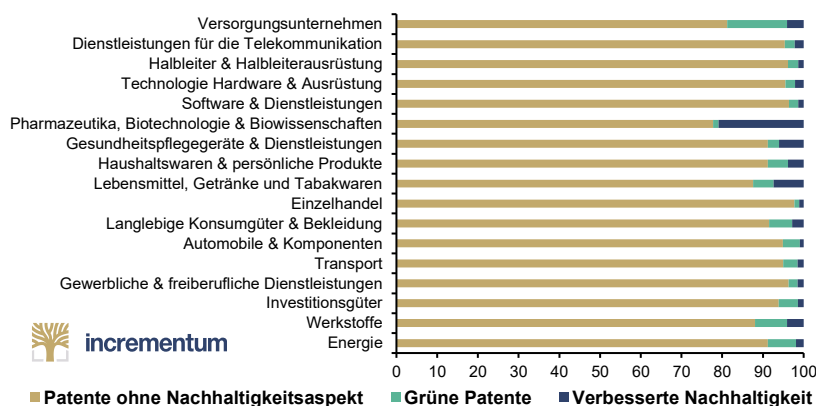 Versorgungsunternehmen
Dienstleistungen für die Telekommunikation
Halbleiter & Halbleiterausrüstung
Technologie Hardware & Ausrüstung
Software & Dienstleistungen
Pharmazeutika, Biotechnologie & Biowissenschaften
Gesundheitspflegegeräte & Dienstleistungen
Haushaltswaren & persönliche Produkte
Lebensmittel, Getränke und Tabakwaren
Einzelhandel
Langlebige Konsumgüter & Bekleidung
Automobile & Komponenten
Transport
Gewerbliche & freiberufliche Dienstleistungen
Investitionsgüter
Werkstoffe
Energie
incrementum
0 10 20 30 40 50 60 70 80 90 100
Patente ohne Nachhaltigkeitsaspekt Grüne Patente Verbesserte Nachhaltigkeit